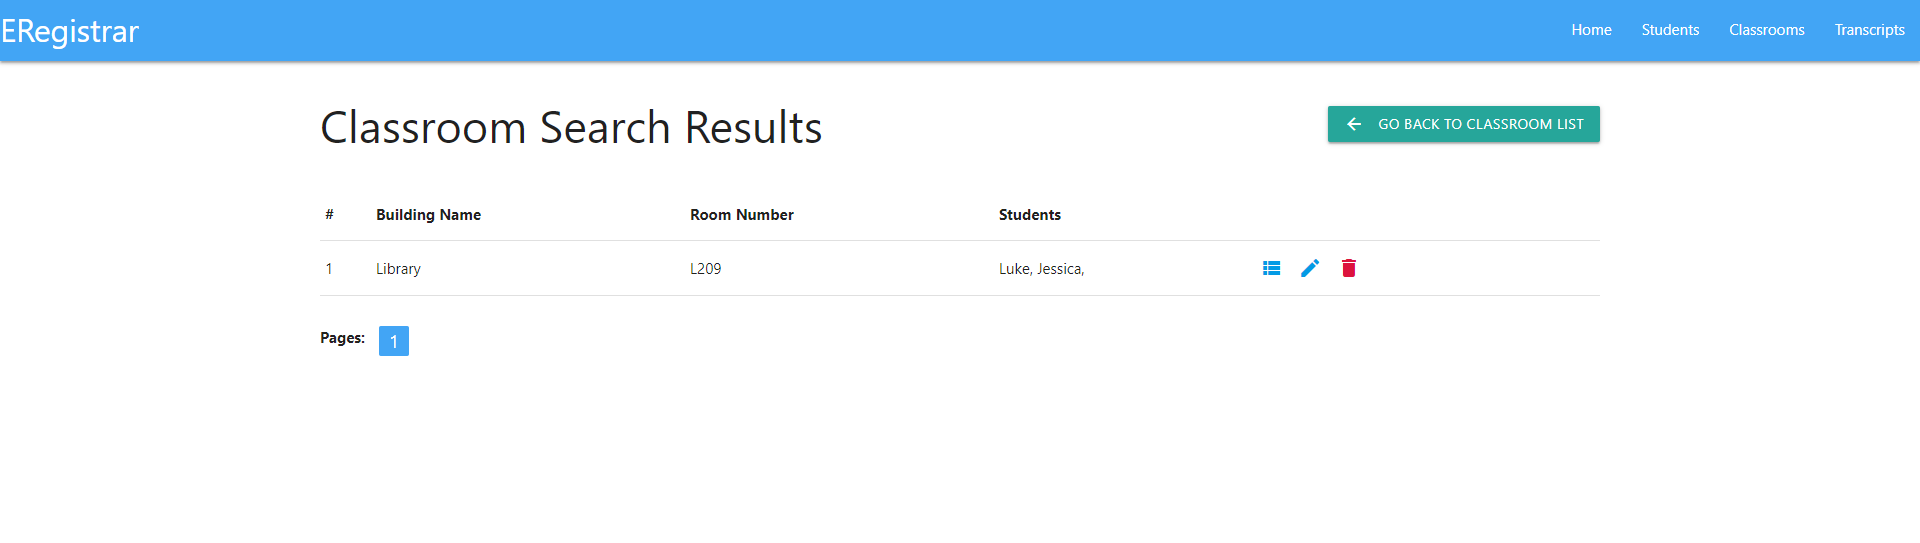 ERegistrar
Home Students Classrooms Transcripts
Classroom Search Results
GO BACK TO CLASSROOM LIST
# Building Name Room Number Students
1 Library L209 Luke, Jessica,
Pages: 1